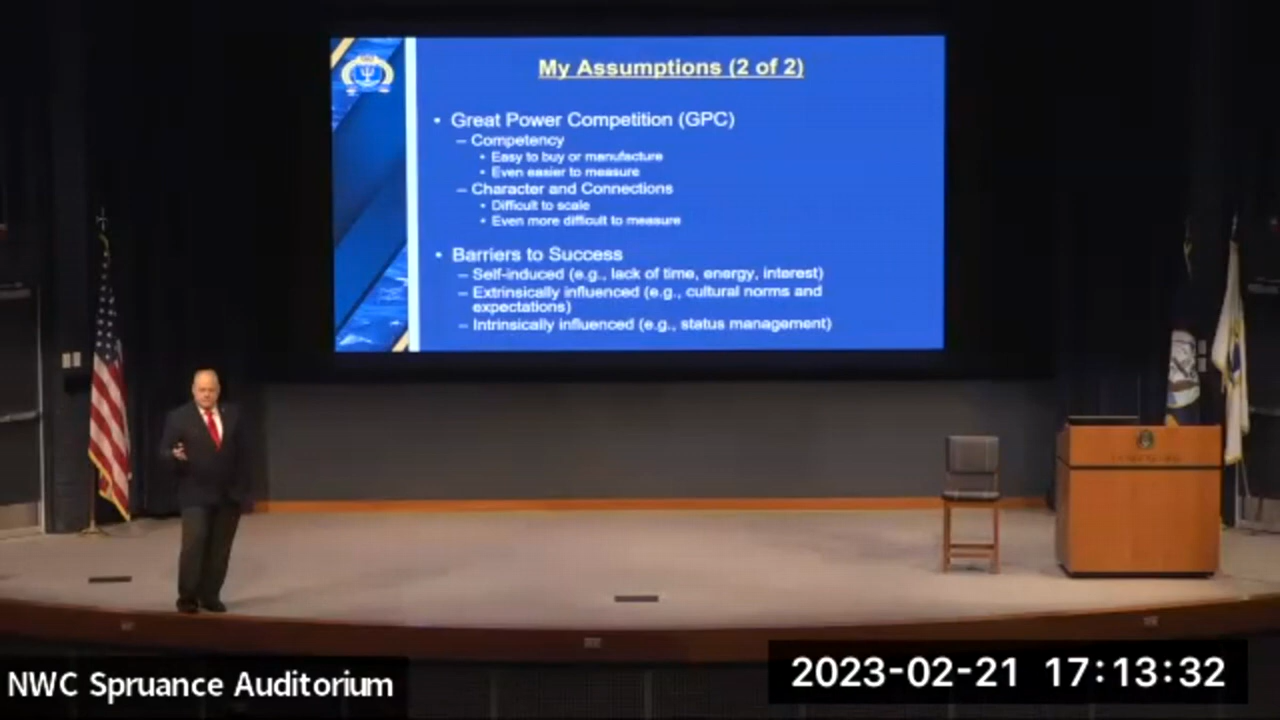 My Assumptions (2 of 2)
• Great Power Competition (GPC)
– Competency
• Easy to buy or manufacture
• Even easier to measure
– Character and Connections
• Difficult to scale
• Even more difficult to measure
• Barriers to Success
– Self-induced (e.g., lack of time, energy, interest)
– Extrinsically influenced (e.g., cultural norms and
expectations)
– Intrinsically influenced (e.g., status management)
NWC Spruance Auditorium
2023-02-21 17:13:32